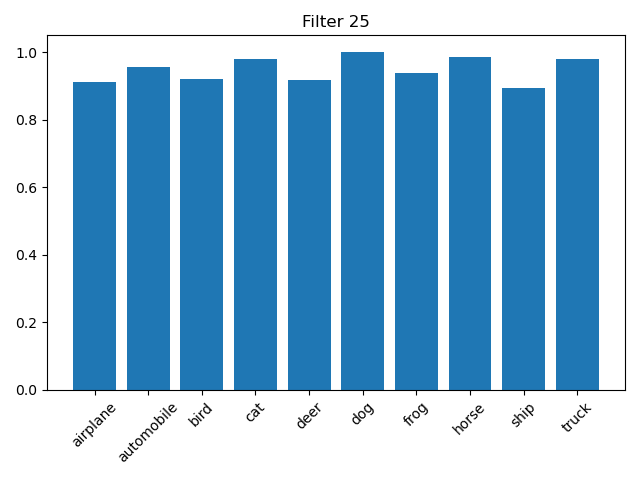 Filter 25
1.0
0.8
0.6
0.4
0.2
0.0
airplane
automobile
bird
cat
deer
dog
frog
horse
ship
truck